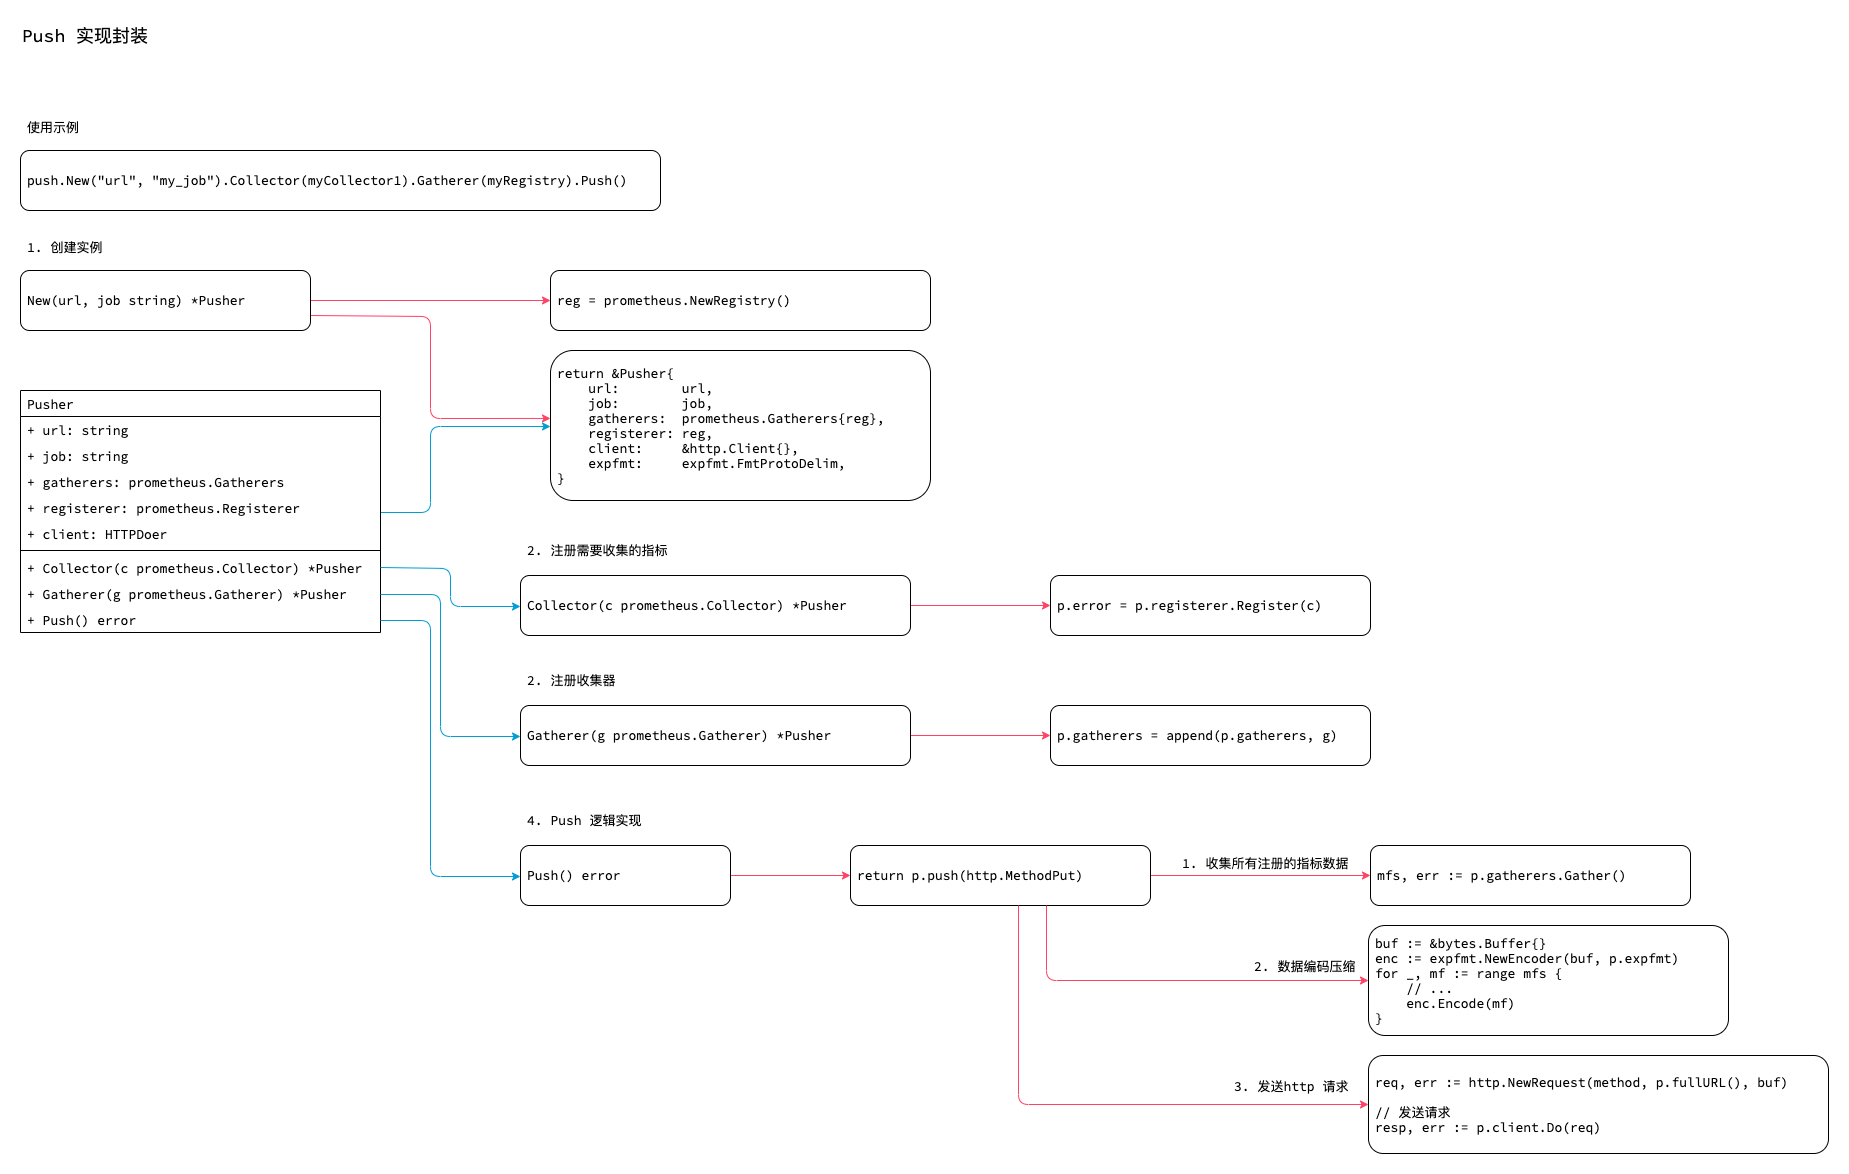 Push 实现封装
使用示例
push.New("url", "my_job").Collector(myCollector1).Gatherer(myRegistry).Push()
1. 创建实例
New(url, job string) *Pusher
reg = prometheus.NewRegistry()
return &Pusher{
    url:        url,
    job:        job,
    gatherers:  prometheus.Gatherers{reg},
    registerer: reg,
    client:     &http.Client{},
    expfmt:     expfmt.FmtProtoDelim,
}
Pusher
+ url: string
+ job: string
+ gatherers: prometheus.Gatherers
+ registerer: prometheus.Registerer
+ client: HTTPDoer
+ Collector(c prometheus.Collector) *Pusher
+ Gatherer(g prometheus.Gatherer) *Pusher
+ Push() error
2. 注册需要收集的指标
Collector(c prometheus.Collector) *Pusher
p.error = p.registerer.Register(c)
2. 注册收集器
Gatherer(g prometheus.Gatherer) *Pusher
p.gatherers = append(p.gatherers, g)
4. Push 逻辑实现
Push() error
return p.push(http.MethodPut)
1. 收集所有注册的指标数据
mfs, err := p.gatherers.Gather()
2. 数据编码压缩
buf := &bytes.Buffer{}
enc := expfmt.NewEncoder(buf, p.expfmt)
for _, mf := range mfs {
    // ...
    enc.Encode(mf)
}
3. 发送http 请求
req, err := http.NewRequest(method, p.fullURL(), buf)
// 发送请求
resp, err := p.client.Do(req)